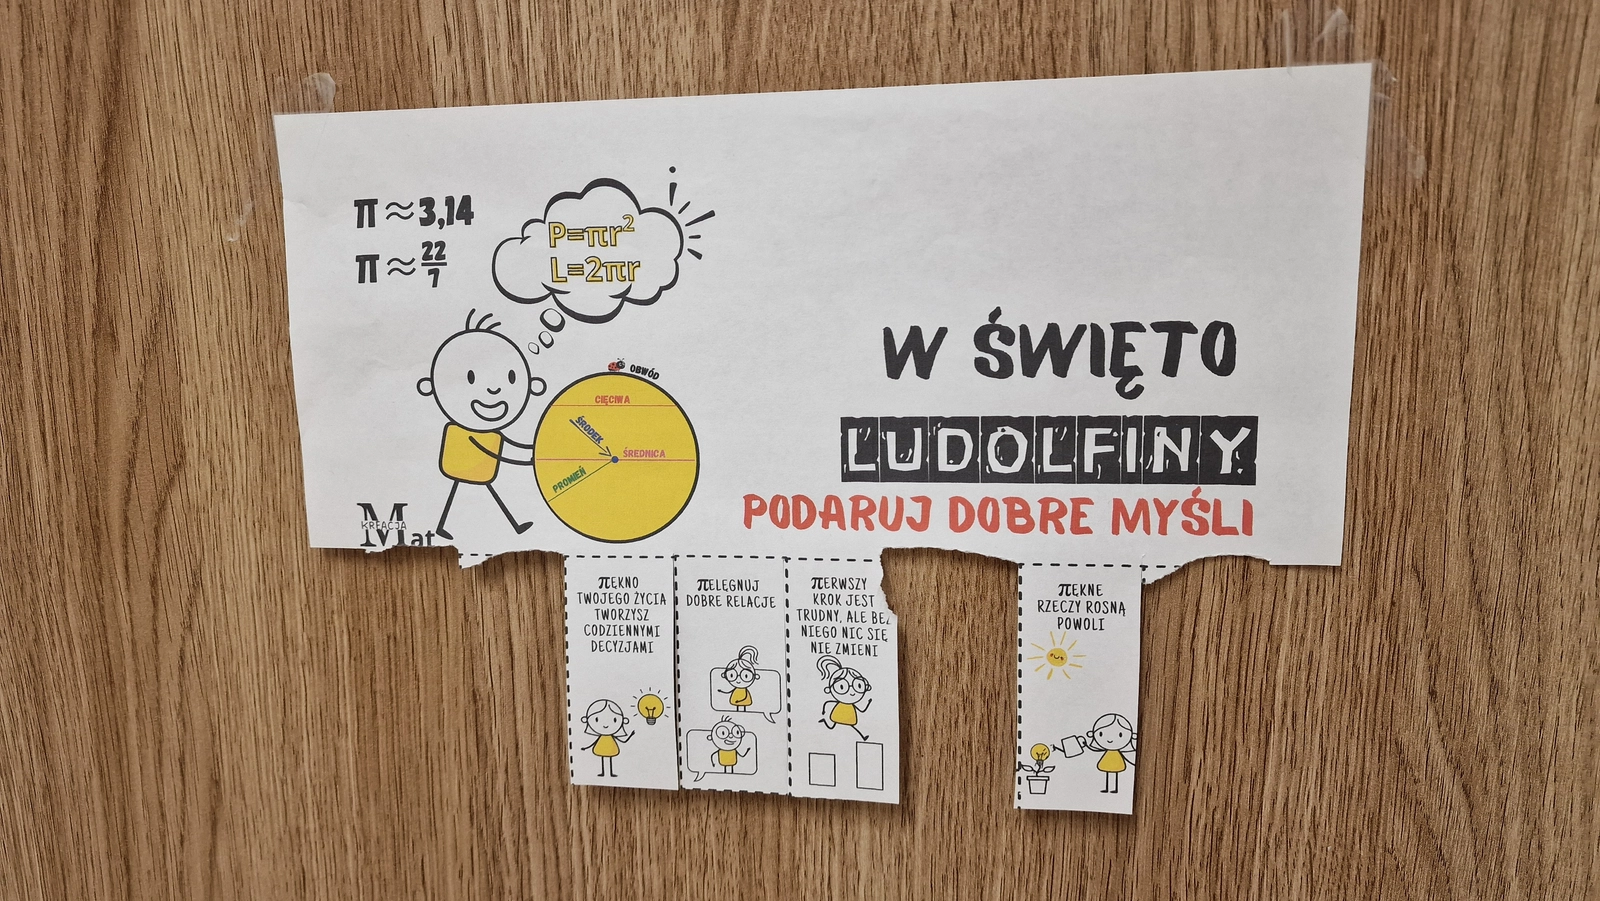 π≈3,14
π≈22/7
P=πr²
L=2πr
OBWÓD
CIĘCIWA
ŚRODEK
ŚREDNICA
PROMIEŃ
Mat
KREACJA
W ŚWIĘTO
LUDOLFINY
PODARUJ DOBRE MYŚLI
πEKNO
TWOJEGO ŻYCIA
TWORZYSZ
CODZIENNYMI
DECYZJAMI
πELĘGNUJ
DOBRE RELACJE
πERWSZY
KROK JEST
TRUDNY, ALE BEZ
NIEGO NIC SIĘ
NIE ZMIENI
πĘKNE
RZECZY ROSNĄ
POWOLI